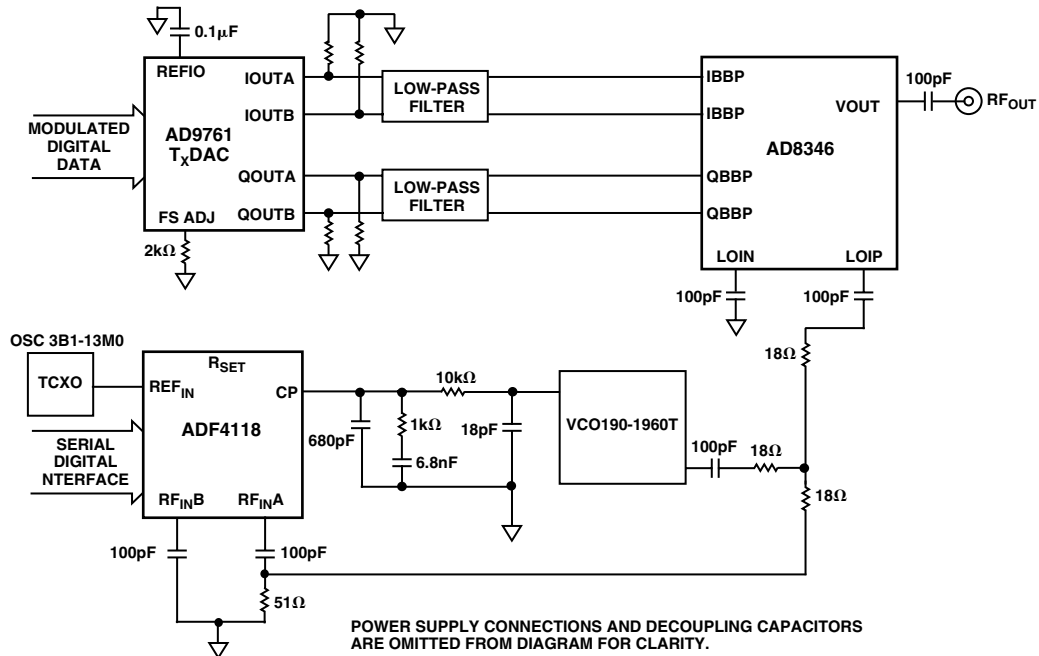 0.1µF
REFIO
IOUTA
IOUTB
AD9761
TXDAC
QOUTA
QOUTB
FS ADJ
2kΩ
MODULATED
DIGITAL
DATA
LOW-PASS
FILTER
LOW-PASS
FILTER
IBBP
IBBP
QBBP
QBBP
AD8346
VOUT
LOIN
LOIP
100pF
RFOUT
100pF
100pF
18Ω
OSC 3B1-13M0
TCXO
RSET
REFIN
CP
ADF4118
SERIAL
DIGITAL
NTERFACE
RFINB
RFINA
680pF
1kΩ
6.8nF
10kΩ
18pF
VCO190-1960T
100pF
18Ω
18Ω
100pF
100pF
51Ω
POWER SUPPLY CONNECTIONS AND DECOUPLING CAPACITORS
ARE OMITTED FROM DIAGRAM FOR CLARITY.